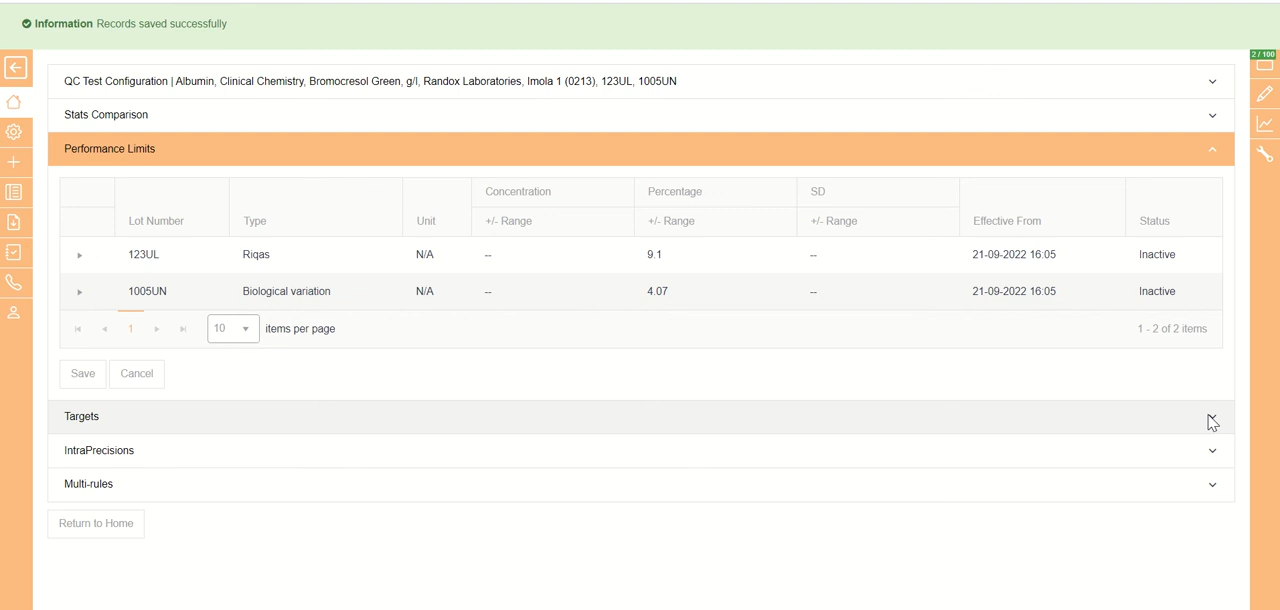 Information Records saved successfully
2 / 100
QC Test Configuration | Albumin, Clinical Chemistry, Bromocresol Green, g/l, Randox Laboratories, Imola 1 (0213), 123UL, 1005UN
Stats Comparison
Performance Limits
Concentration Percentage SD
Lot Number Type Unit +/- Range +/- Range +/- Range Effective From Status
123UL Riqas N/A -- 9.1 -- 21-09-2022 16:05 Inactive
1005UN Biological variation N/A -- 4.07 -- 21-09-2022 16:05 Inactive
1 10 items per page 1 - 2 of 2 items
Save Cancel
Targets
IntraPrecisions
Multi-rules
Return to Home